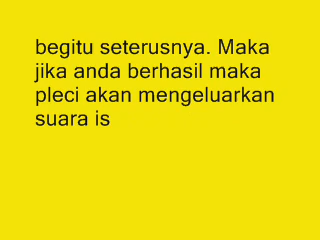 begitu seterusnya. Maka
jika anda berhasil maka
pleci akan mengeluarkan
suara is